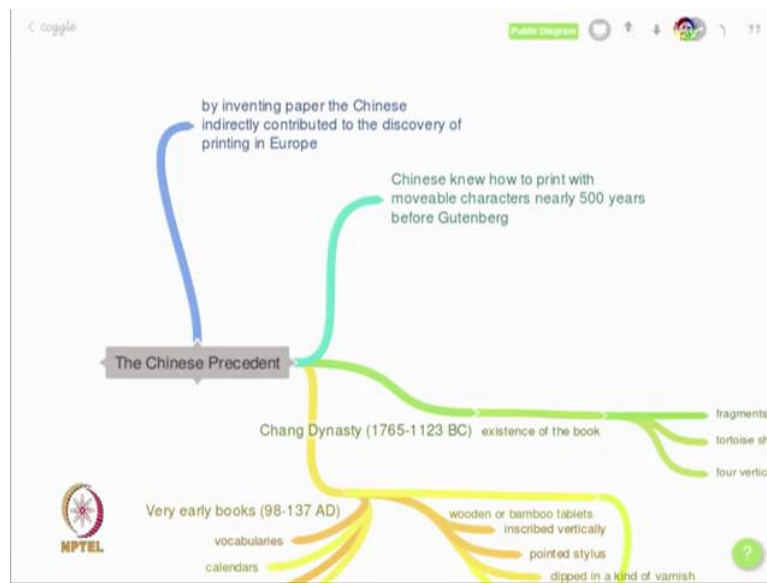 coggle
Public Diagram
by inventing paper the Chinese
indirectly contributed to the discovery of
printing in Europe
Chinese knew how to print with
moveable characters nearly 500 years
before Gutenberg
The Chinese Precedent
Chang Dynasty (1765-1123 BC)
existence of the book
fragments
tortoise sh
four vertic
Very early books (98-137 AD)
vocabularies
calendars
wooden or bamboo tablets
inscribed vertically
pointed stylus
dipped in a kind of varnish
NPTEL
?